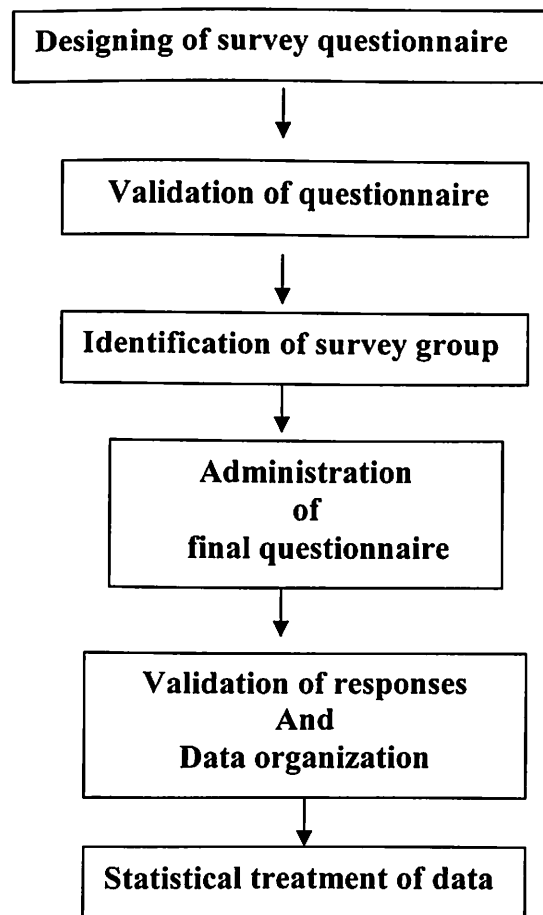 Designing of survey questionnaire
Validation of questionnaire
Identification of survey group
Administration
of
final questionnaire
Validation of responses
And
Data organization
Statistical treatment of data